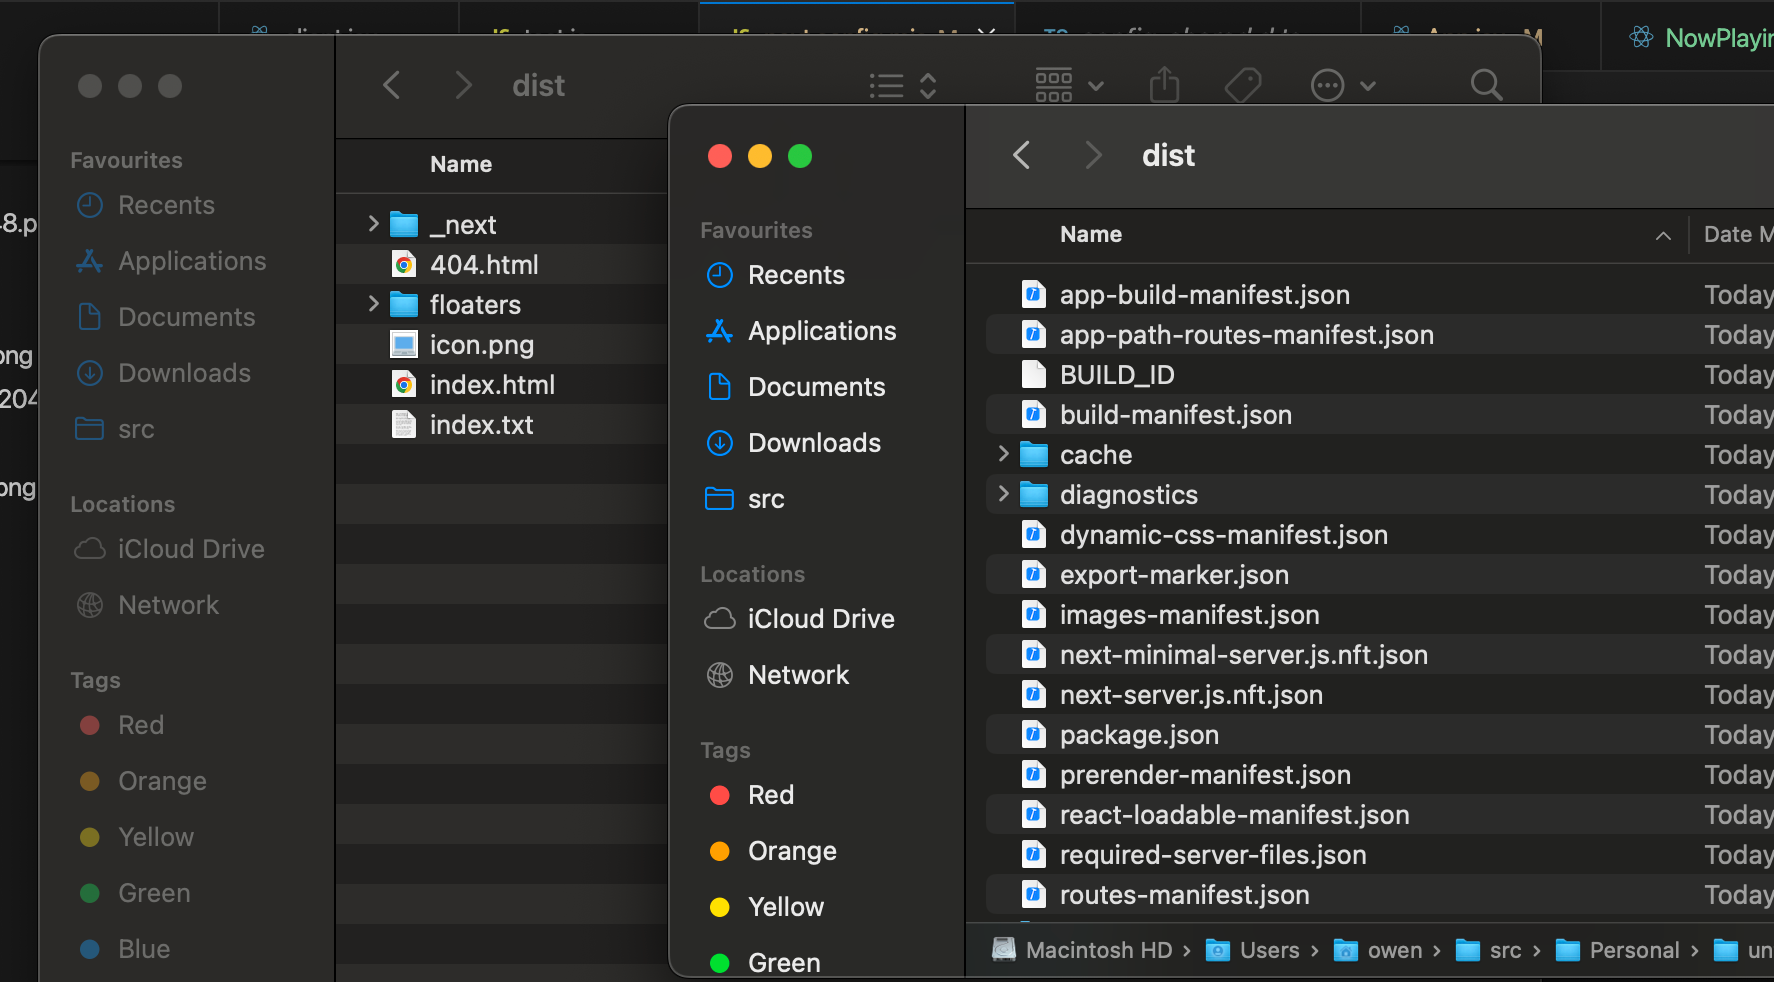 NowPlayin
dist
Favourites
Recents
Applications
Documents
Downloads
src
Locations
iCloud Drive
Network
Tags
Red
Orange
Yellow
Green
Blue
Name
_next
404.html
floaters
icon.png
index.html
index.txt
48.p
png
204
png
dist
Favourites
Recents
Applications
Documents
Downloads
src
Locations
iCloud Drive
Network
Tags
Red
Orange
Yellow
Green
Name Date M
app-build-manifest.json Today
app-path-routes-manifest.json Today
BUILD_ID Today
build-manifest.json Today
cache Today
diagnostics Today
dynamic-css-manifest.json Today
export-marker.json Today
images-manifest.json Today
next-minimal-server.js.nft.json Today
next-server.js.nft.json Today
package.json Today
prerender-manifest.json Today
react-loadable-manifest.json Today
required-server-files.json Today
routes-manifest.json Today
Macintosh HD › Users › owen › src › Personal › un